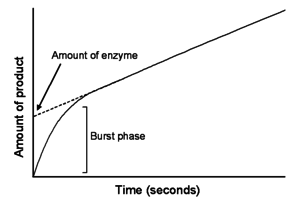 Amount of product
Amount of enzyme
Burst phase
Time (seconds)